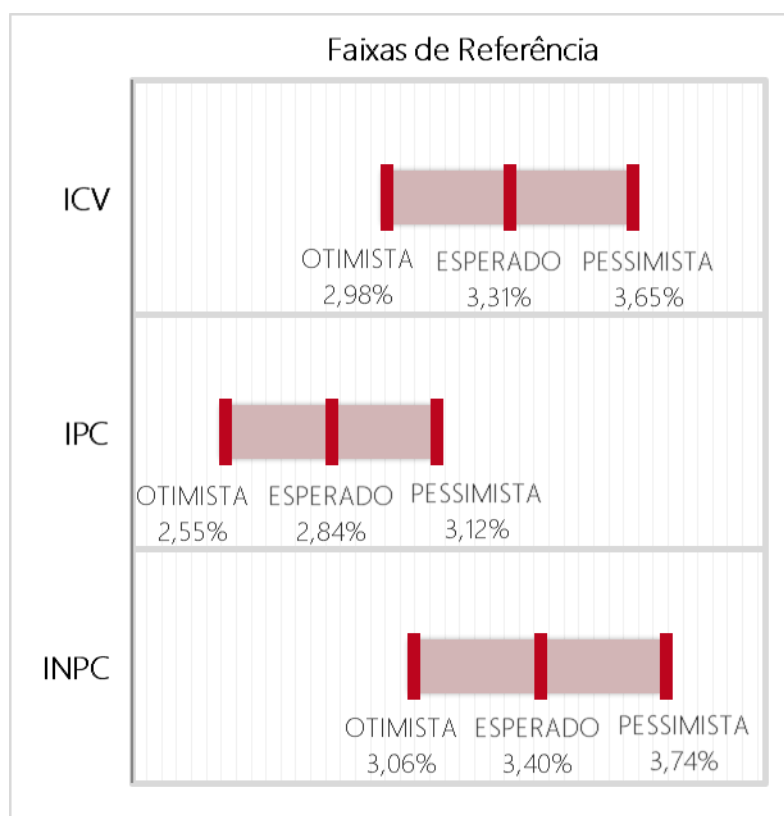 Faixas de Referência
ICV
OTIMISTA ESPERADO PESSIMISTA
2,98% 3,31% 3,65%
IPC
OTIMISTA ESPERADO PESSIMISTA
2,55% 2,84% 3,12%
INPC
OTIMISTA ESPERADO PESSIMISTA
3,06% 3,40% 3,74%